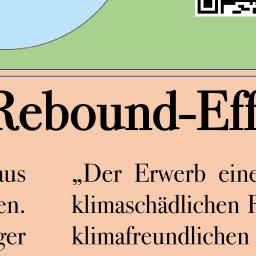 Rebound-Eff
aus
en.
ger
„Der Erwerb eine
klimaschädlichen F
klimafreundlichen